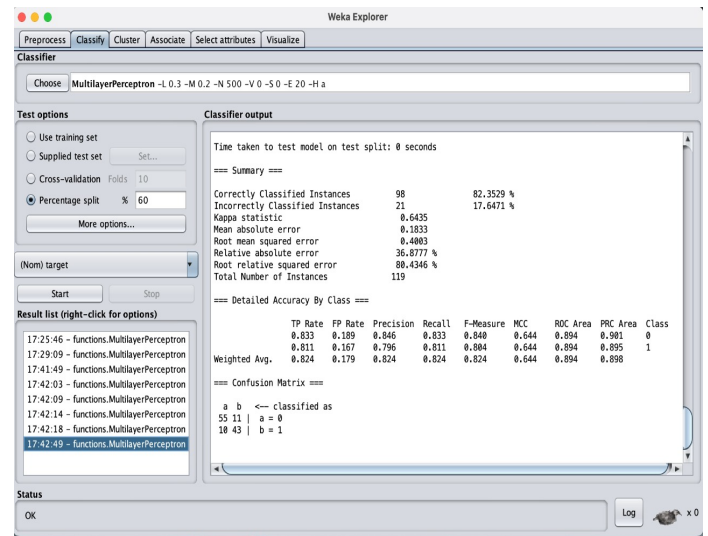 Weka Explorer
Preprocess Classify Cluster Associate Select attributes Visualize
Classifier
Choose MultilayerPerceptron -L 0.3 -M 0.2 -N 500 -V 0 -S 0 -E 20 -H a
Test options
Use training set
Supplied test set Set...
Cross-validation Folds 10
Percentage split % 60
More options...
(Nom) target
Start Stop
Result list (right-click for options)
17:25:46 - functions.MultilayerPerceptron
17:29:09 - functions.MultilayerPerceptron
17:41:49 - functions.MultilayerPerceptron
17:42:03 - functions.MultilayerPerceptron
17:42:09 - functions.MultilayerPerceptron
17:42:14 - functions.MultilayerPerceptron
17:42:18 - functions.MultilayerPerceptron
17:42:49 - functions.MultilayerPerceptron
Classifier output
Time taken to test model on test split: 0 seconds
=== Summary ===
Correctly Classified Instances 98 82.3529 %
Incorrectly Classified Instances 21 17.6471 %
Kappa statistic 0.6435
Mean absolute error 0.1833
Root mean squared error 0.4003
Relative absolute error 36.8777 %
Root relative squared error 80.4346 %
Total Number of Instances 119
=== Detailed Accuracy By Class ===
TP Rate FP Rate Precision Recall F-Measure MCC ROC Area PRC Area Class
0.833 0.189 0.846 0.833 0.840 0.644 0.894 0.901 0
0.811 0.167 0.796 0.811 0.804 0.644 0.894 0.895 1
Weighted Avg. 0.824 0.179 0.824 0.824 0.824 0.644 0.894 0.898
=== Confusion Matrix ===
a b <-- classified as
55 11 | a = 0
10 43 | b = 1
Status
OK
Log
x 0